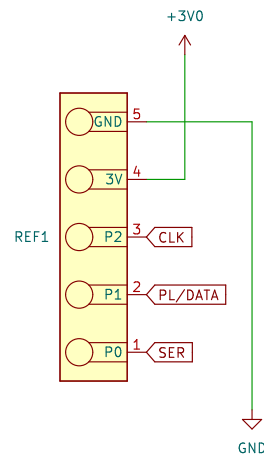 +3V0
GND 5
3V 4
REF1
P2 3 CLK
P1 2 PL/DATA
P0 1 SER
GND